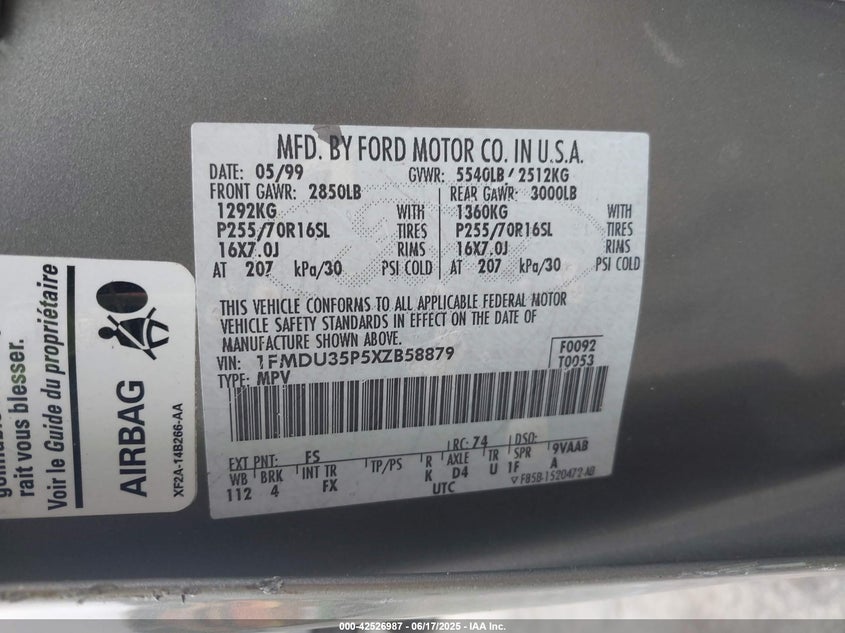 MFD. BY FORD MOTOR CO. IN U.S.A.
DATE: 05/99 GVWR: 5540LB / 2512KG
FRONT GAWR: 2850LB REAR GAWR: 3000LB
1292KG WITH 1360KG WITH
P255/70R16SL TIRES P255/70R16SL TIRES
16X7.0J RIMS 16X7.0J RIMS
AT 207 kPa/30 PSI COLD AT 207 kPa/30 PSI COLD
THIS VEHICLE CONFORMS TO ALL APPLICABLE FEDERAL MOTOR
VEHICLE SAFETY STANDARDS IN EFFECT ON THE DATE OF
MANUFACTURE SHOWN ABOVE.
VIN: 1FMDU35P5XZB58879 F0092
TYPE: MPV T0053
EXT PNT: FS RC: 74 DSO:
WB BRK INT TR TP/PS R AXLE TR SPR 9VAAB
112 4 FX K D4 U 1F A
UTC F85B-1520472-AB
rait vous blesser.
Voir le Guide du propriétaire
AIRBAG
XF2A-14B266-AA
000-42526987 - 06/17/2025 - IAA Inc.